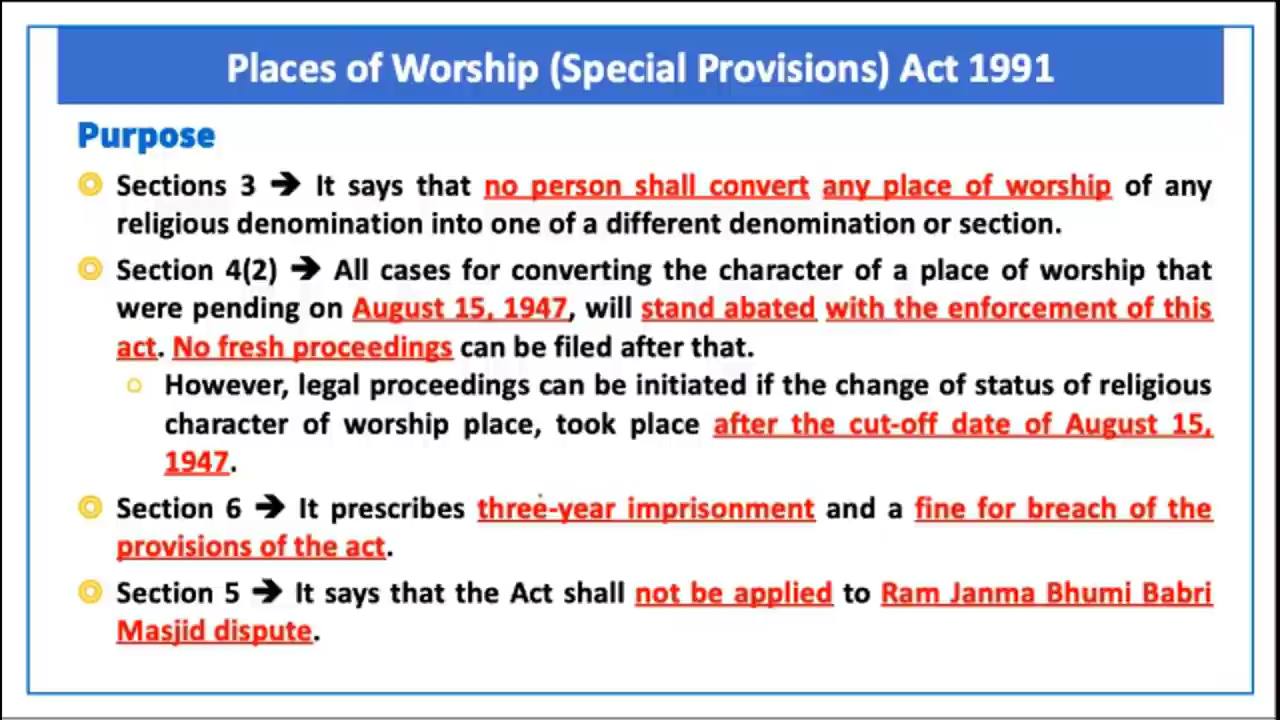 Places of Worship (Special Provisions) Act 1991
Purpose
Sections 3 ➔ It says that no person shall convert any place of worship of any
religious denomination into one of a different denomination or section.
Section 4(2) ➔ All cases for converting the character of a place of worship that
were pending on August 15, 1947, will stand abated with the enforcement of this
act. No fresh proceedings can be filed after that.
However, legal proceedings can be initiated if the change of status of religious
character of worship place, took place after the cut-off date of August 15,
1947.
Section 6 ➔ It prescribes three-year imprisonment and a fine for breach of the
provisions of the act.
Section 5 ➔ It says that the Act shall not be applied to Ram Janma Bhumi Babri
Masjid dispute.